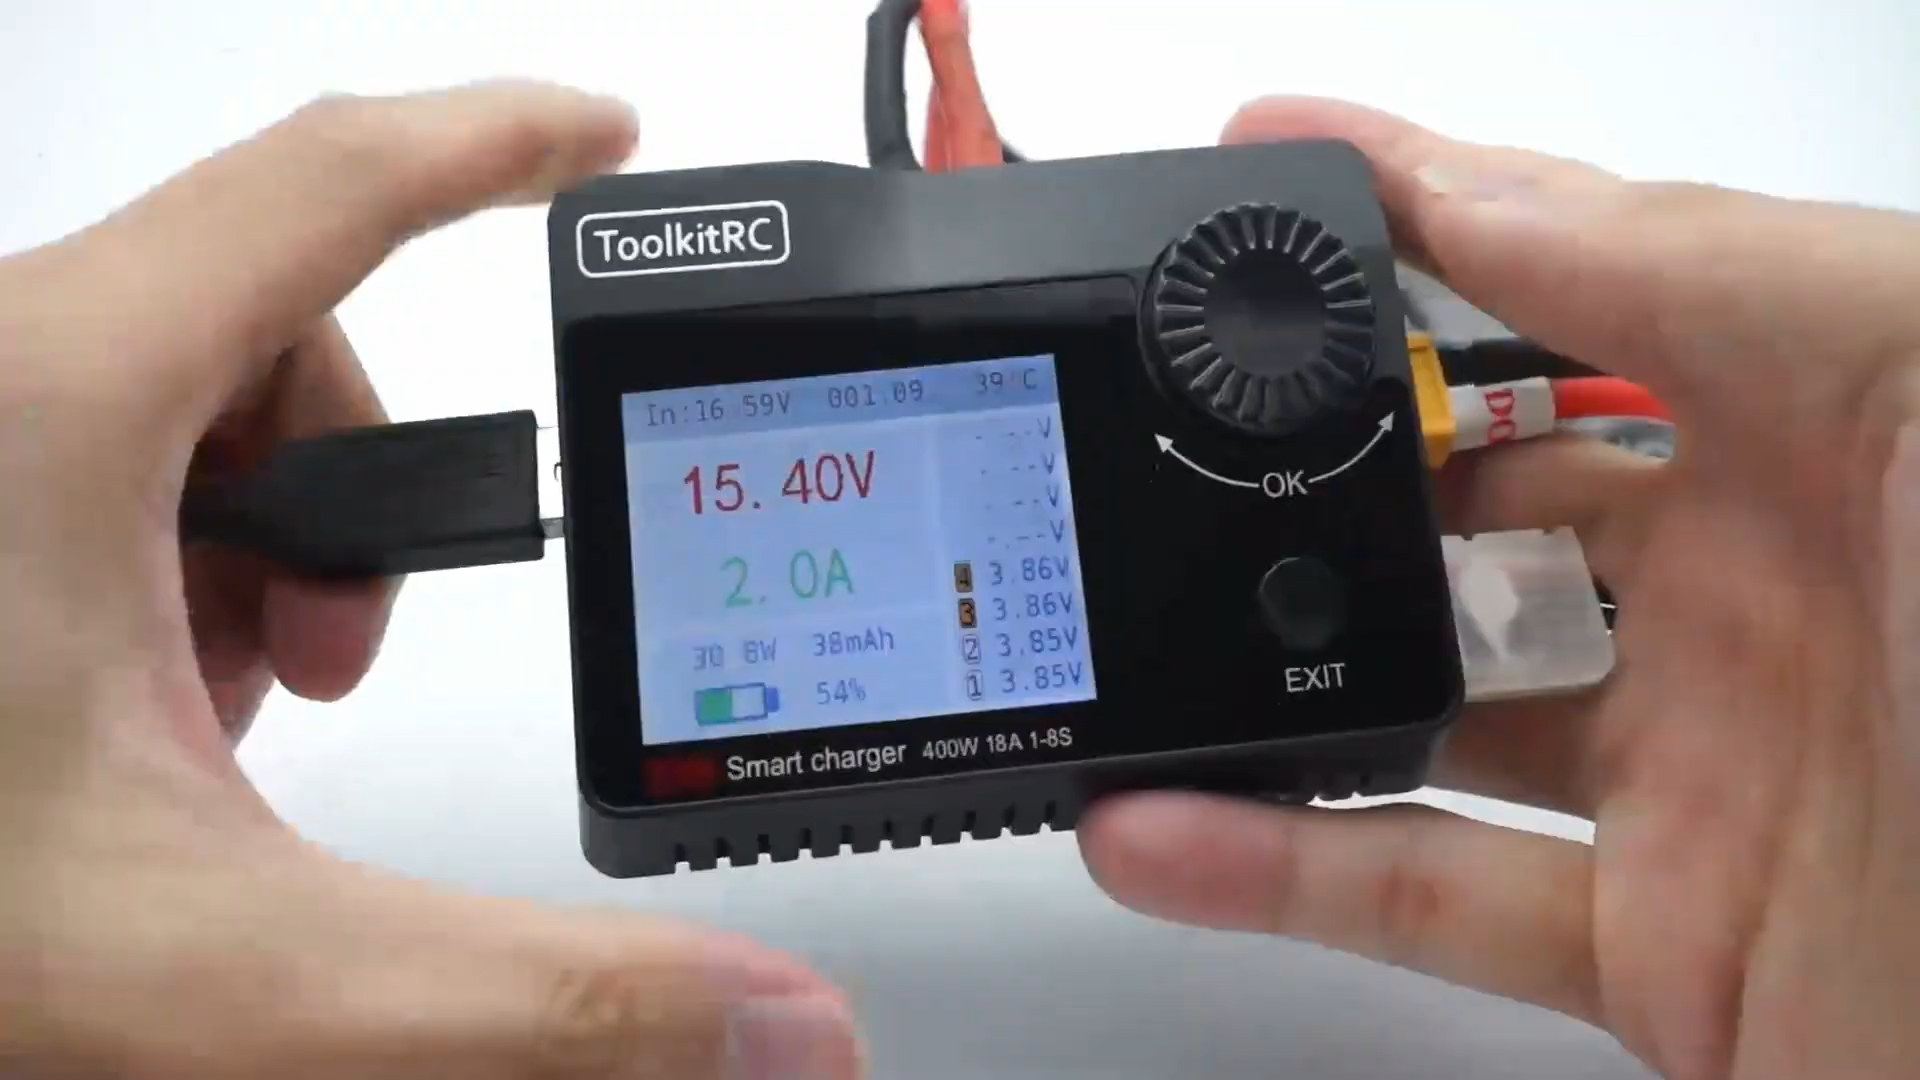 ToolkitRC
In:16.59V 001:09 39°C
15.40V
2.0A
30.8W 38mAh
54%
-.--V
-.--V
-.--V
-.--V
4 3.86V
3 3.86V
2 3.85V
1 3.85V
Smart charger 400W 18A 1-8S
OK
EXIT
DC